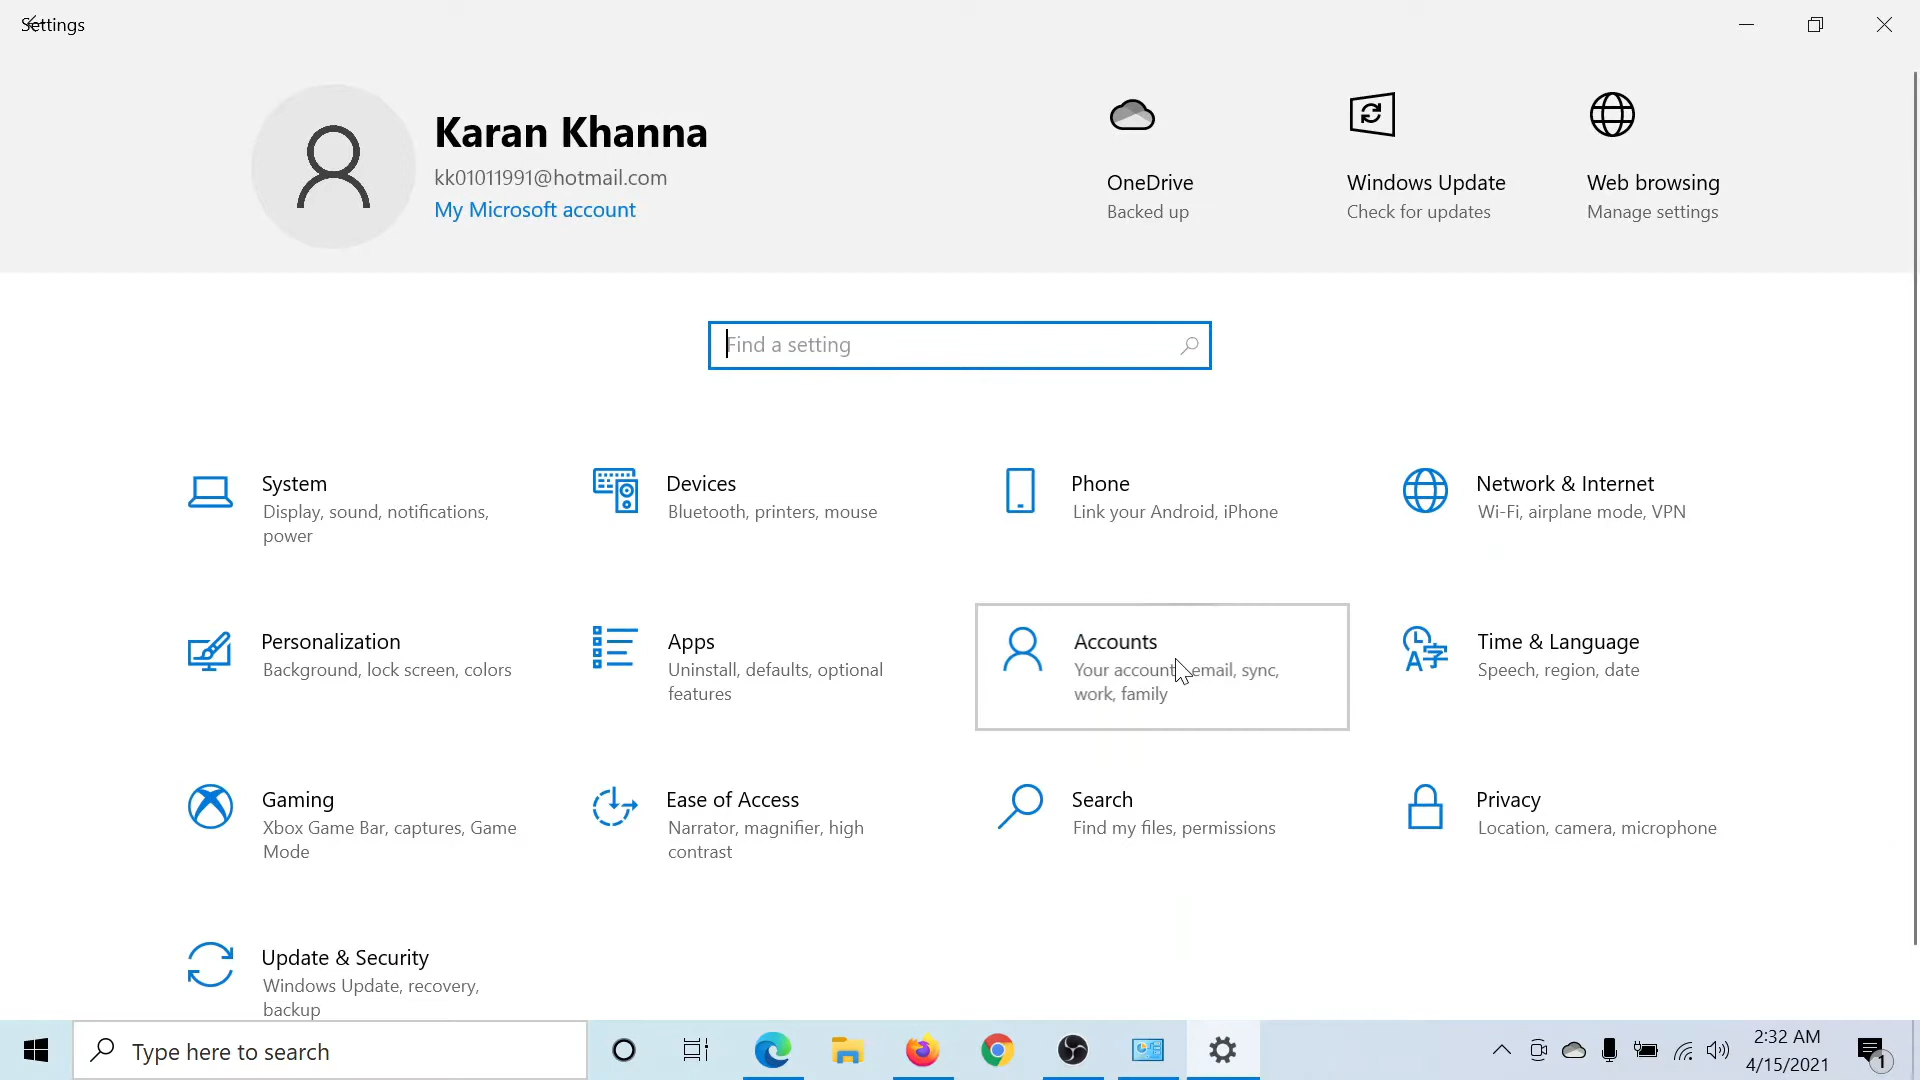 Settings
Karan Khanna
kk01011991@hotmail.com
My Microsoft account
OneDrive
Backed up
Windows Update
Check for updates
Web browsing
Manage settings
Find a setting
System
Display, sound, notifications,
power
Devices
Bluetooth, printers, mouse
Phone
Link your Android, iPhone
Network & Internet
Wi-Fi, airplane mode, VPN
Personalization
Background, lock screen, colors
Apps
Uninstall, defaults, optional
features
Accounts
Your accounts, email, sync,
work, family
Time & Language
Speech, region, date
Gaming
Xbox Game Bar, captures, Game
Mode
Ease of Access
Narrator, magnifier, high
contrast
Search
Find my files, permissions
Privacy
Location, camera, microphone
Update & Security
Windows Update, recovery,
backup
Type here to search
2:32 AM
4/15/2021
1